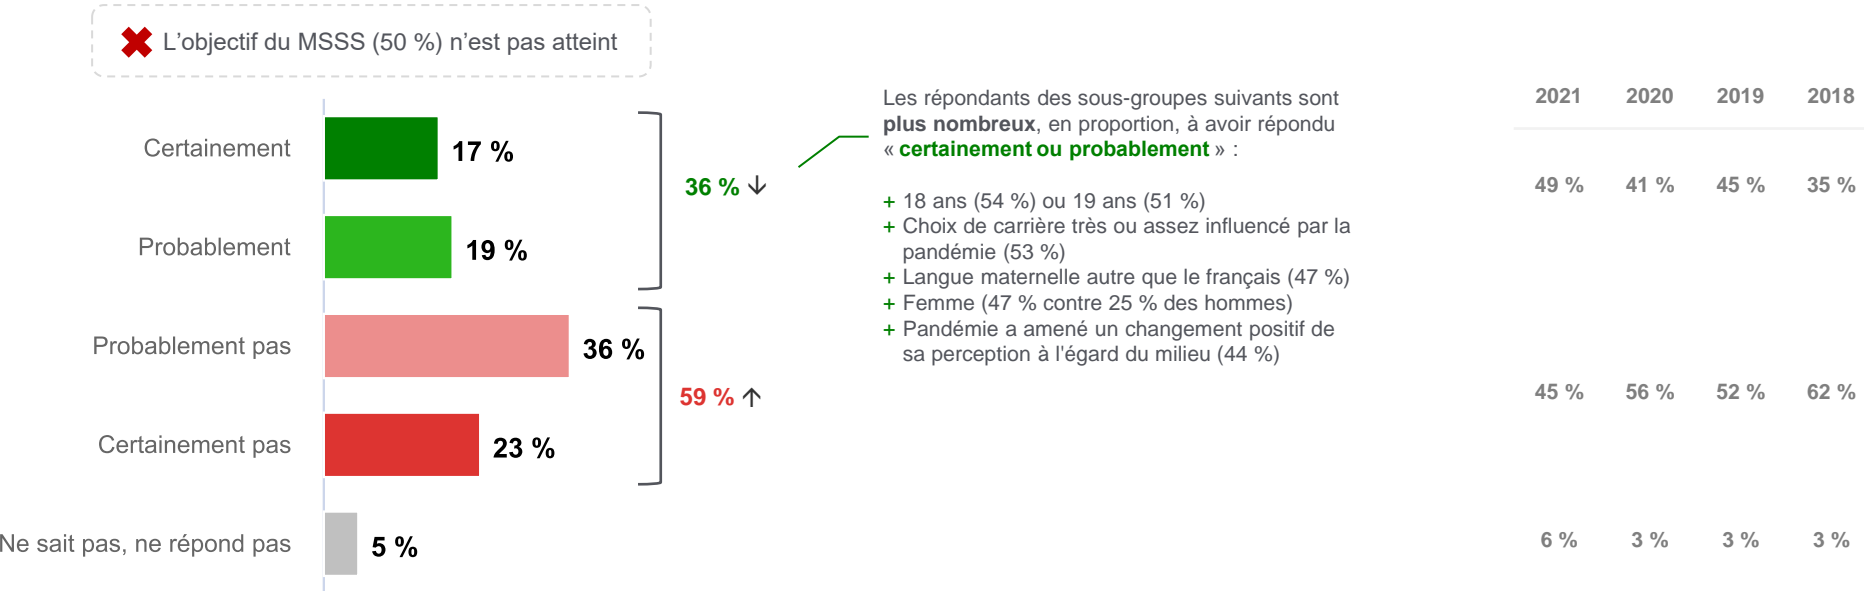 L’objectif du MSSS (50 %) n’est pas atteint
Certainement
17 %
Probablement
19 %
36 %
Probablement pas
36 %
Certainement pas
23 %
59 %
Ne sait pas, ne répond pas
5 %
Les répondants des sous-groupes suivants sont
plus nombreux, en proportion, à avoir répondu
« certainement ou probablement » :
+ 18 ans (54 %) ou 19 ans (51 %)
+ Choix de carrière très ou assez influencé par la
pandémie (53 %)
+ Langue maternelle autre que le français (47 %)
+ Femme (47 % contre 25 % des hommes)
+ Pandémie a amené un changement positif de
sa perception à l'égard du milieu (44 %)
2021 2020 2019 2018
49 % 41 % 45 % 35 %
45 % 56 % 52 % 62 %
6 % 3 % 3 % 3 %